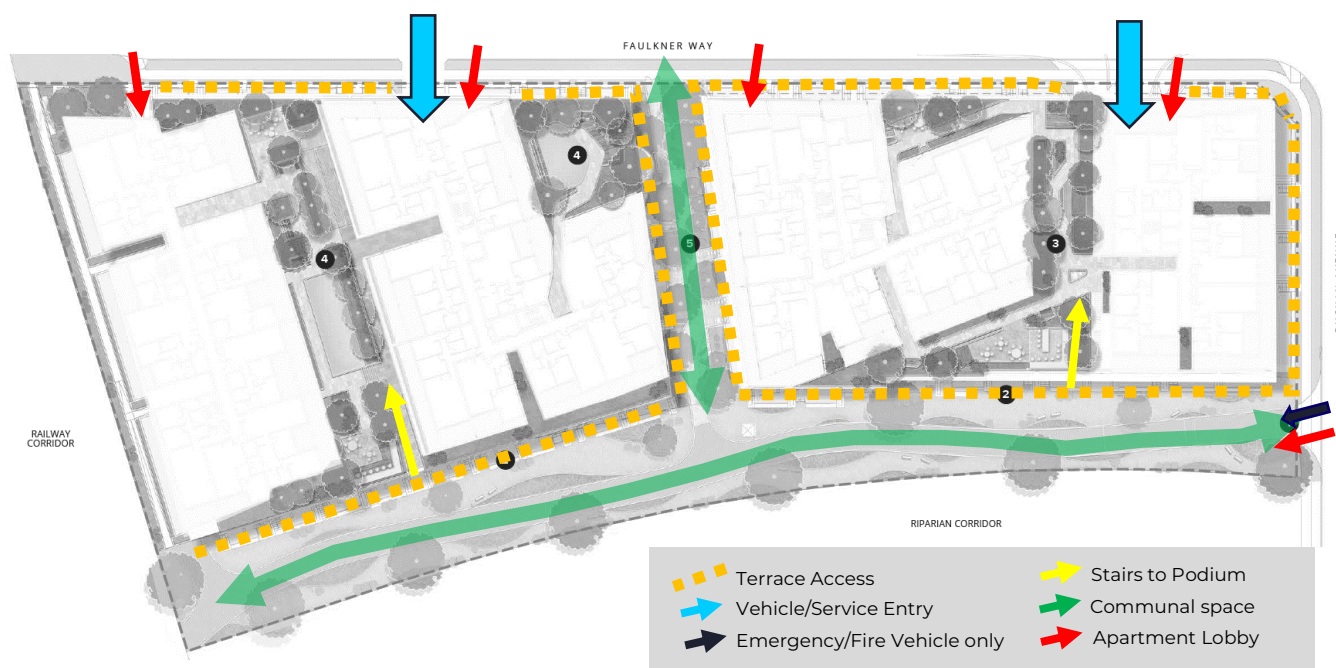 FAULKNER WAY
4
4
5
3
2
RAILWAY
CORRIDOR
RIPARIAN CORRIDOR
Terrace Access
Vehicle/Service Entry
Emergency/Fire Vehicle only
Stairs to Podium
Communal space
Apartment Lobby